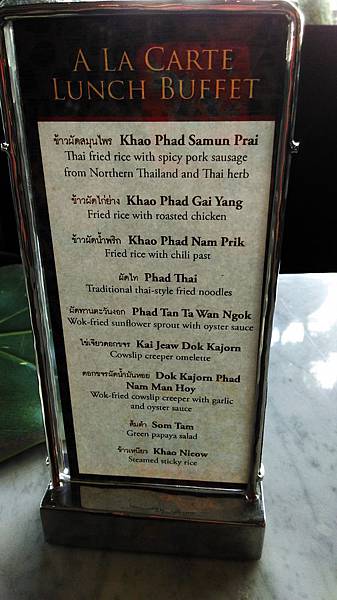 A La Carte
Lunch Buffet
ข้าวผัดสมุนไพร Khao Phad Samun Prai
Thai fried rice with spicy pork sausage
from Northern Thailand and Thai herb
ข้าวผัดไก่ย่าง Khao Phad Gai Yang
Fried rice with roasted chicken
ข้าวผัดน้ำพริก Khao Phad Nam Prik
Fried rice with chili past
ผัดไท Phad Thai
Traditional thai-style fried noodles
ผัดทานตะวันงอก Phad Tan Ta Wan Ngok
Wok-fried sunflower sprout with oyster sauce
ไข่เจียวดอกขจร Kai Jeaw Dok Kajorn
Cowslip creeper omelette
ดอกขจรผัดน้ำมันหอย Dok Kajorn Phad
Nam Man Hoy
Wok-fried cowslip creeper with garlic
and oyster sauce
ส้มตำ Som Tam
Green papaya salad
ข้าวเหนียว Khao Nieow
Steamed sticky rice